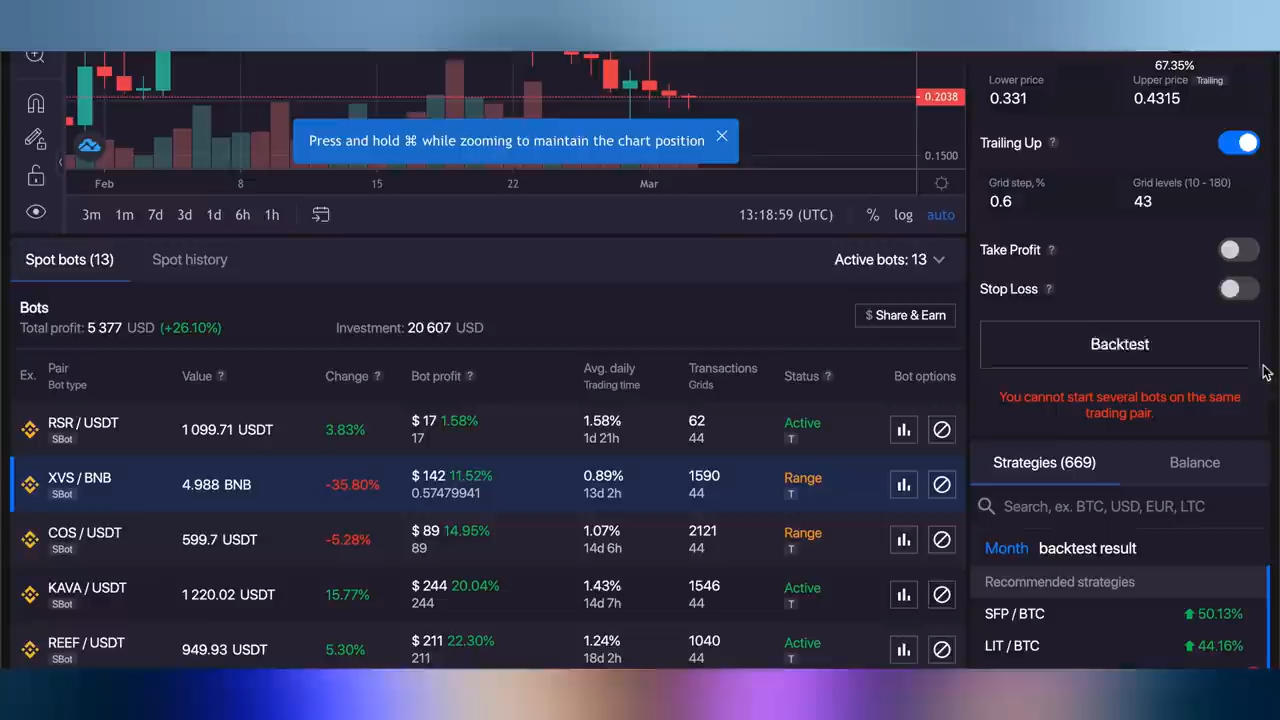 67.35%
Lower price
Upper price Trailing
0.331
0.4315
0.2038
Press and hold ⌘ while zooming to maintain the chart position
0.1500
Trailing Up ?
Feb 8 15 22 Mar
Grid step,%
Grid levels (10 - 180)
0.6
43
3m 1m 7d 3d 1d 6h 1h
13:18:59 (UTC) % log auto
Take Profit ?
Spot bots (13)
Spot history
Active bots: 13
Stop Loss ?
Bots
Total profit: 5 377 USD (+26.10%)
Investment: 20 607 USD
$ Share & Earn
Backtest
You cannot start several bots on the same
trading pair.
Ex.
Pair
Bot type
Value ?
Change ?
Bot profit ?
Avg. daily
Trading time
Transactions
Grids
Status ?
Bot options
RSR / USDT
SBot
1 099.71 USDT
3.83%
$ 17 1.58%
17
1.58%
1d 21h
62
44
Active
T
XVS / BNB
SBot
4.988 BNB
-35.80%
$ 142 11.52%
0.57479941
0.89%
13d 2h
1590
44
Range
T
COS / USDT
SBot
599.7 USDT
-5.28%
$ 89 14.95%
89
1.07%
14d 6h
2121
44
Range
T
KAVA / USDT
SBot
1 220.02 USDT
15.77%
$ 244 20.04%
244
1.43%
14d 7h
1546
44
Active
T
REEF / USDT
SBot
949.93 USDT
5.30%
$ 211 22.30%
211
1.24%
18d 2h
1040
44
Active
T
Strategies (669)
Balance
Search, ex. BTC, USD, EUR, LTC
Month backtest result
Recommended strategies
SFP / BTC
50.13%
LIT / BTC
44.16%